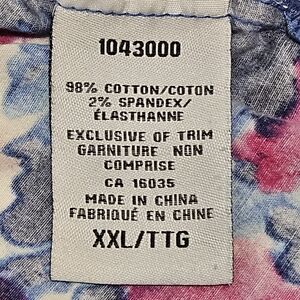 1043000
98% COTTON/COTON
2% SPANDEX/
ÉLASTHANNE
EXCLUSIVE OF TRIM
GARNITURE NON
COMPRISE
CA 16035
MADE IN CHINA
FABRIQUÉ EN CHINE
XXL/TTG